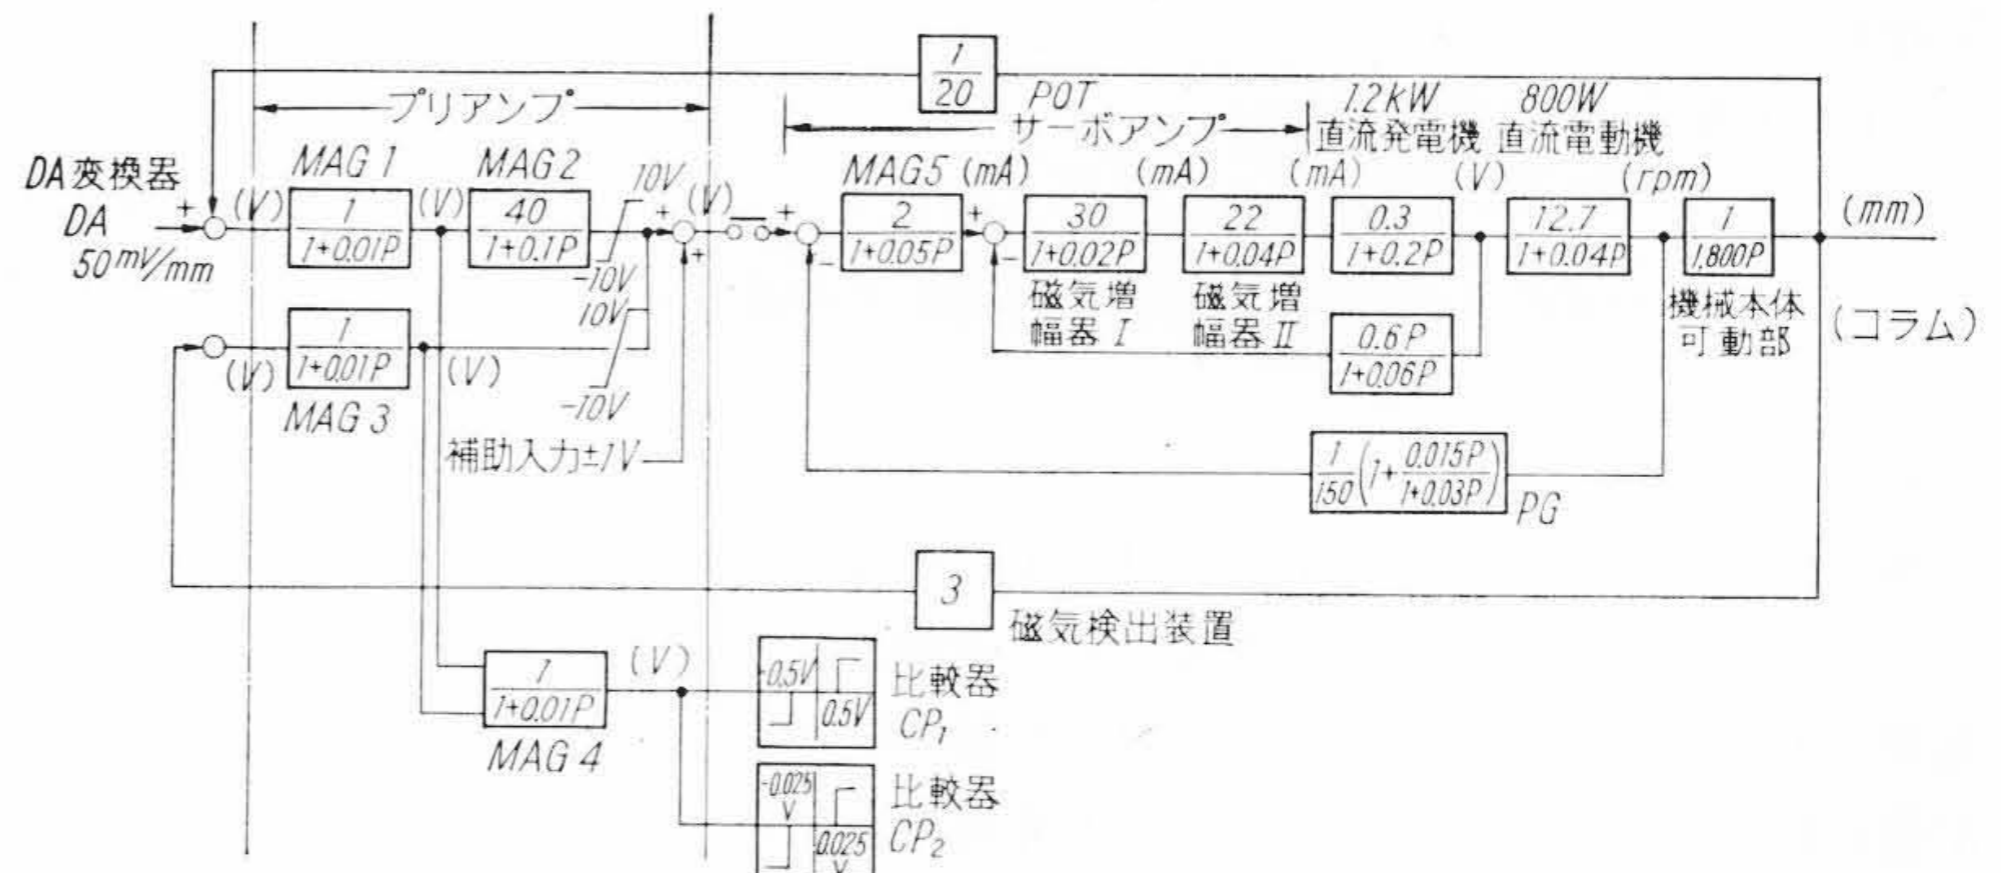 1
20
POT
プリアンプ
サーボアンプ
1.2kW
直流発電機
800W
直流電動機
DA変換器
DA
50mV/mm
+
(V)
MAG 1
1
1+0.01P
(V)
MAG 2
40
1+0.1P
10V
-10V
+
(V)
+
+
-
MAG5
2
1+0.05P
(mA)
+
-
30
1+0.02P
磁気増
幅器 I
(mA)
22
1+0.04P
磁気増
幅器 II
(mA)
0.3
1+0.2P
(V)
12.7
1+0.04P
(rpm)
1
1,800P
機械本体
可動部
(mm)
(コラム)
(V)
1
1+0.01P
MAG 3
(V)
10V
-10V
補助入力±1V
0.6P
1+0.06P
1
150
(1+
0.015P
1+0.03P
)
PG
3
磁気検出装置
1
1+0.01P
MAG 4
(V)
-0.5V
0.5V
比較器
CP1
-0.025
V
0.025
V
比較器
CP2